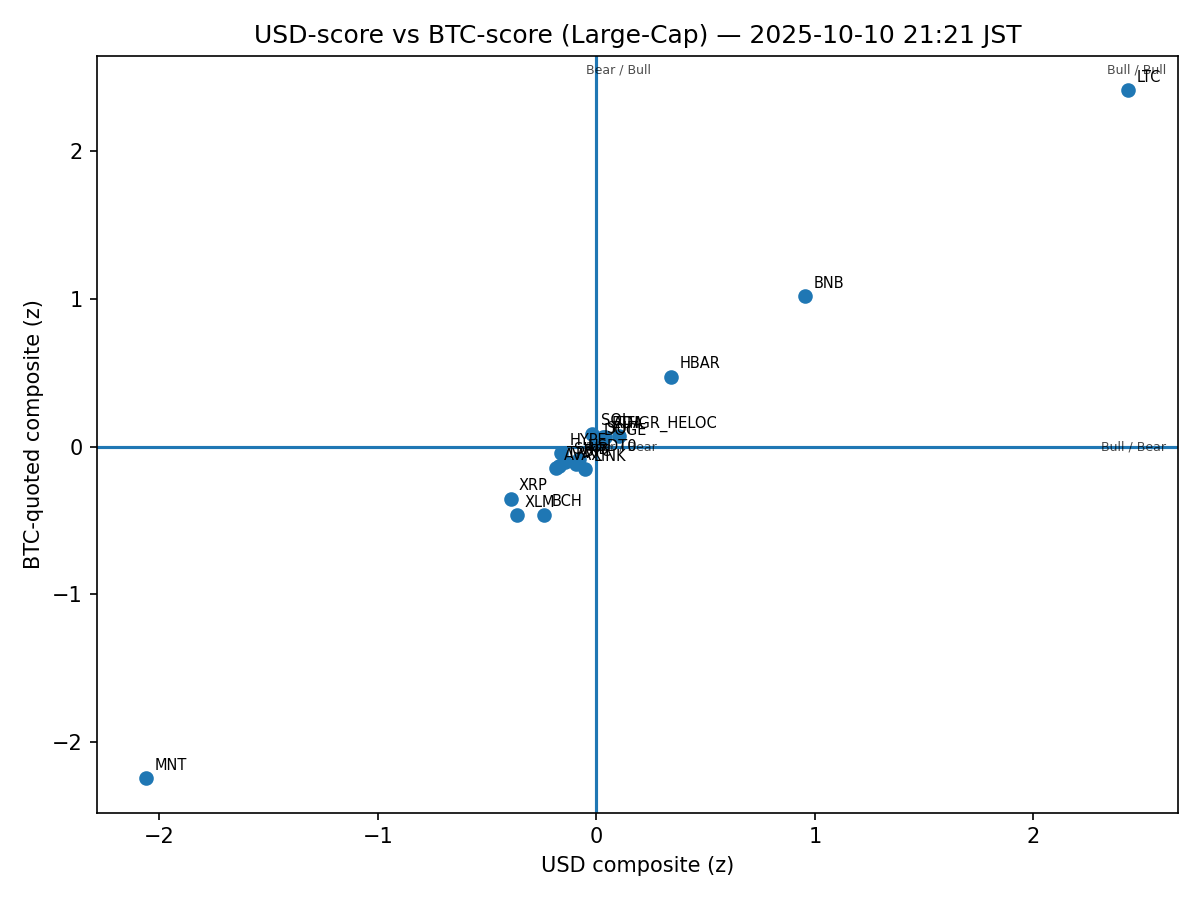 USD-score vs BTC-score (Large-Cap) — 2025-10-10 21:21 JST
Bear / Bull
Bull / Bull
LTC
2
BNB
1
HBAR
SOL
FIGR_HELOC
DOGE
HYPE
0
Bull / Bear
LINK
XRP
XLM
BCH
−1
−2
MNT
−2
−1
0
1
2
USD composite (z)
BTC-quoted composite (z)